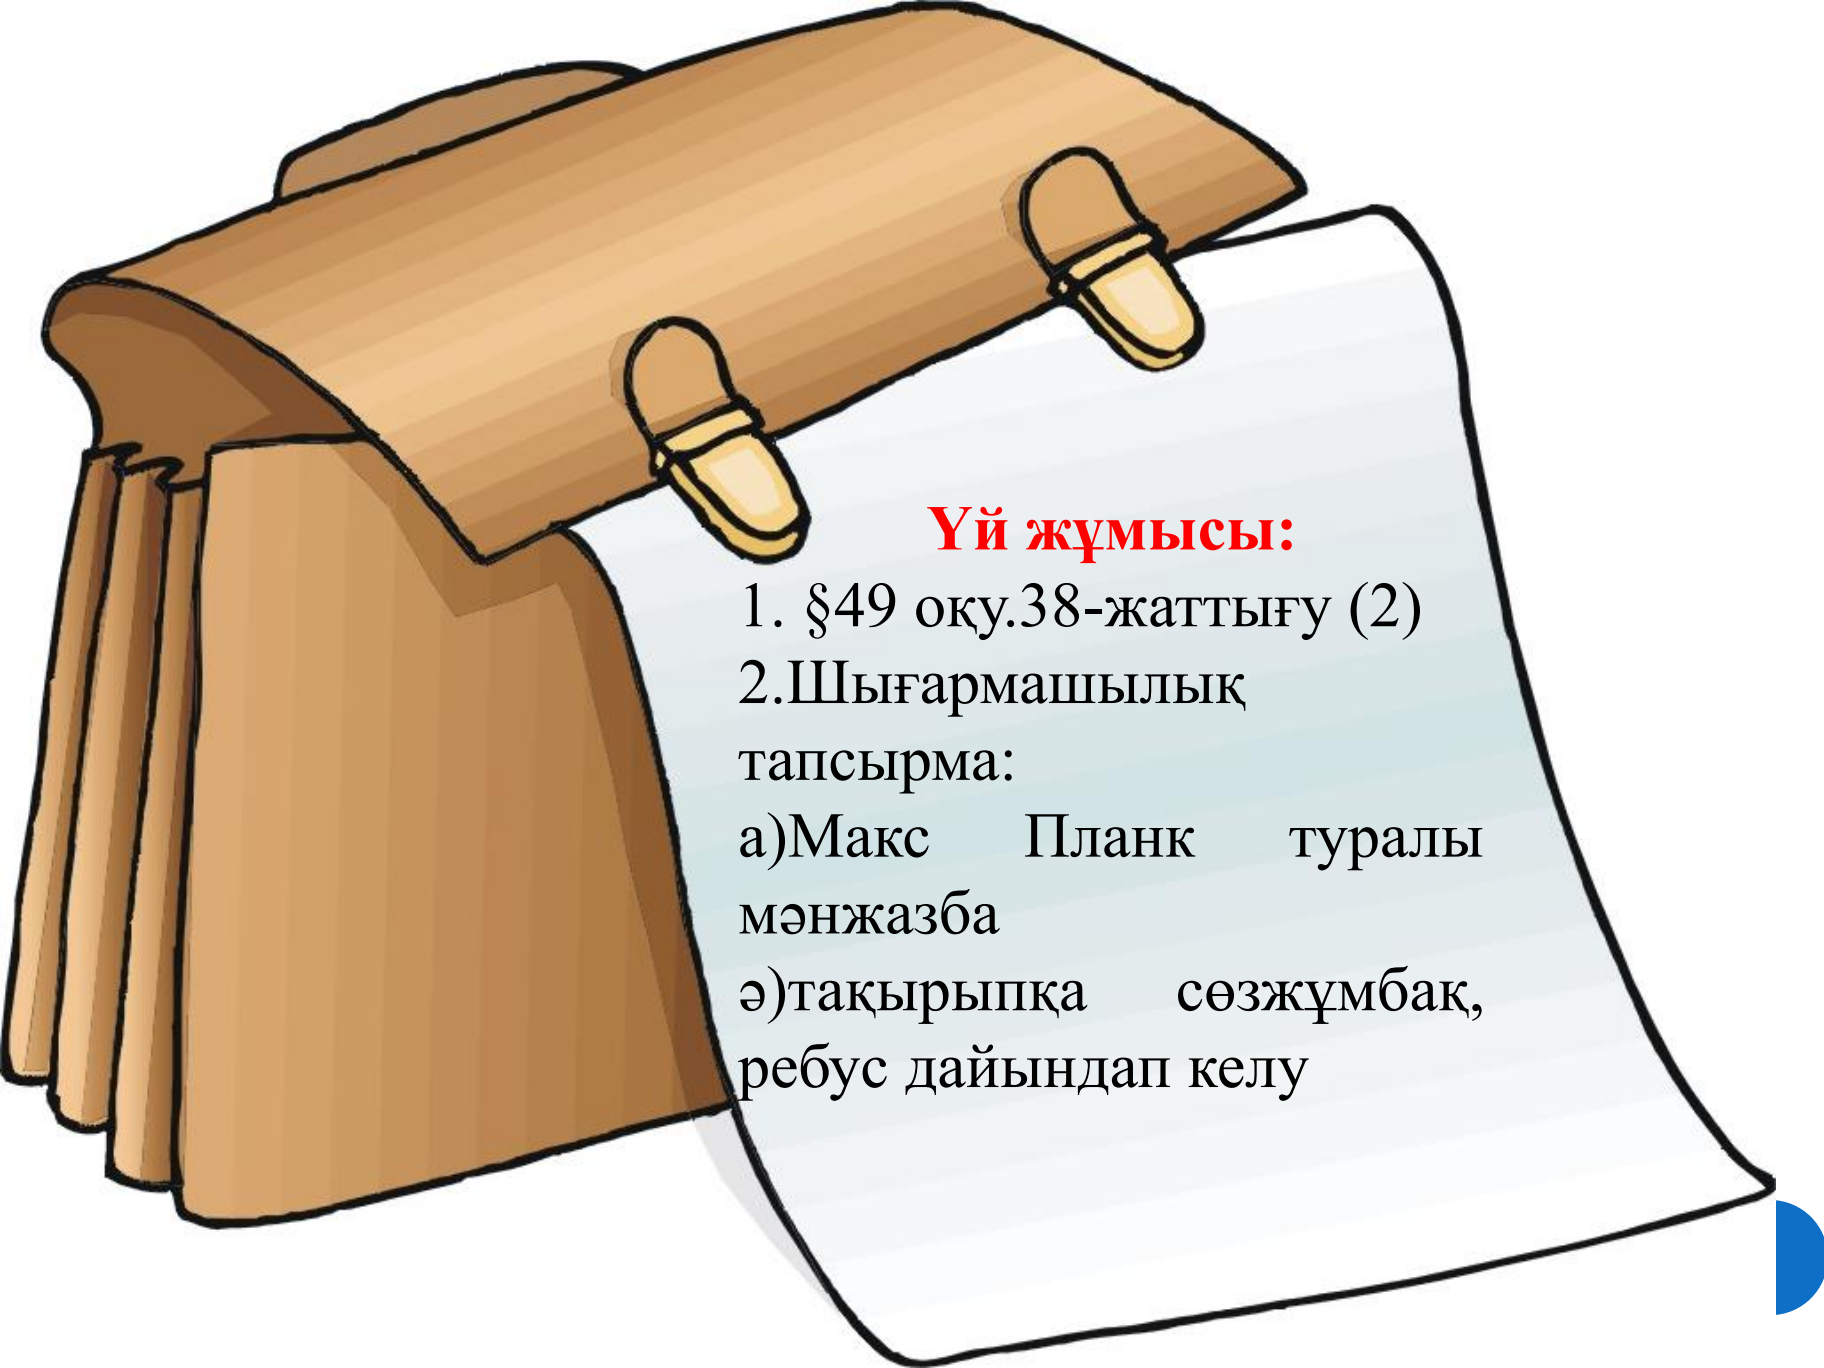 Үй жұмысы:
1. §49 оқу.38-жаттығу (2)
2.Шығармашылық
тапсырма:
а)Макс Планк туралы
мәнжазба
ә)тақырыпқа сөзжұмбақ,
ребус дайындап келу